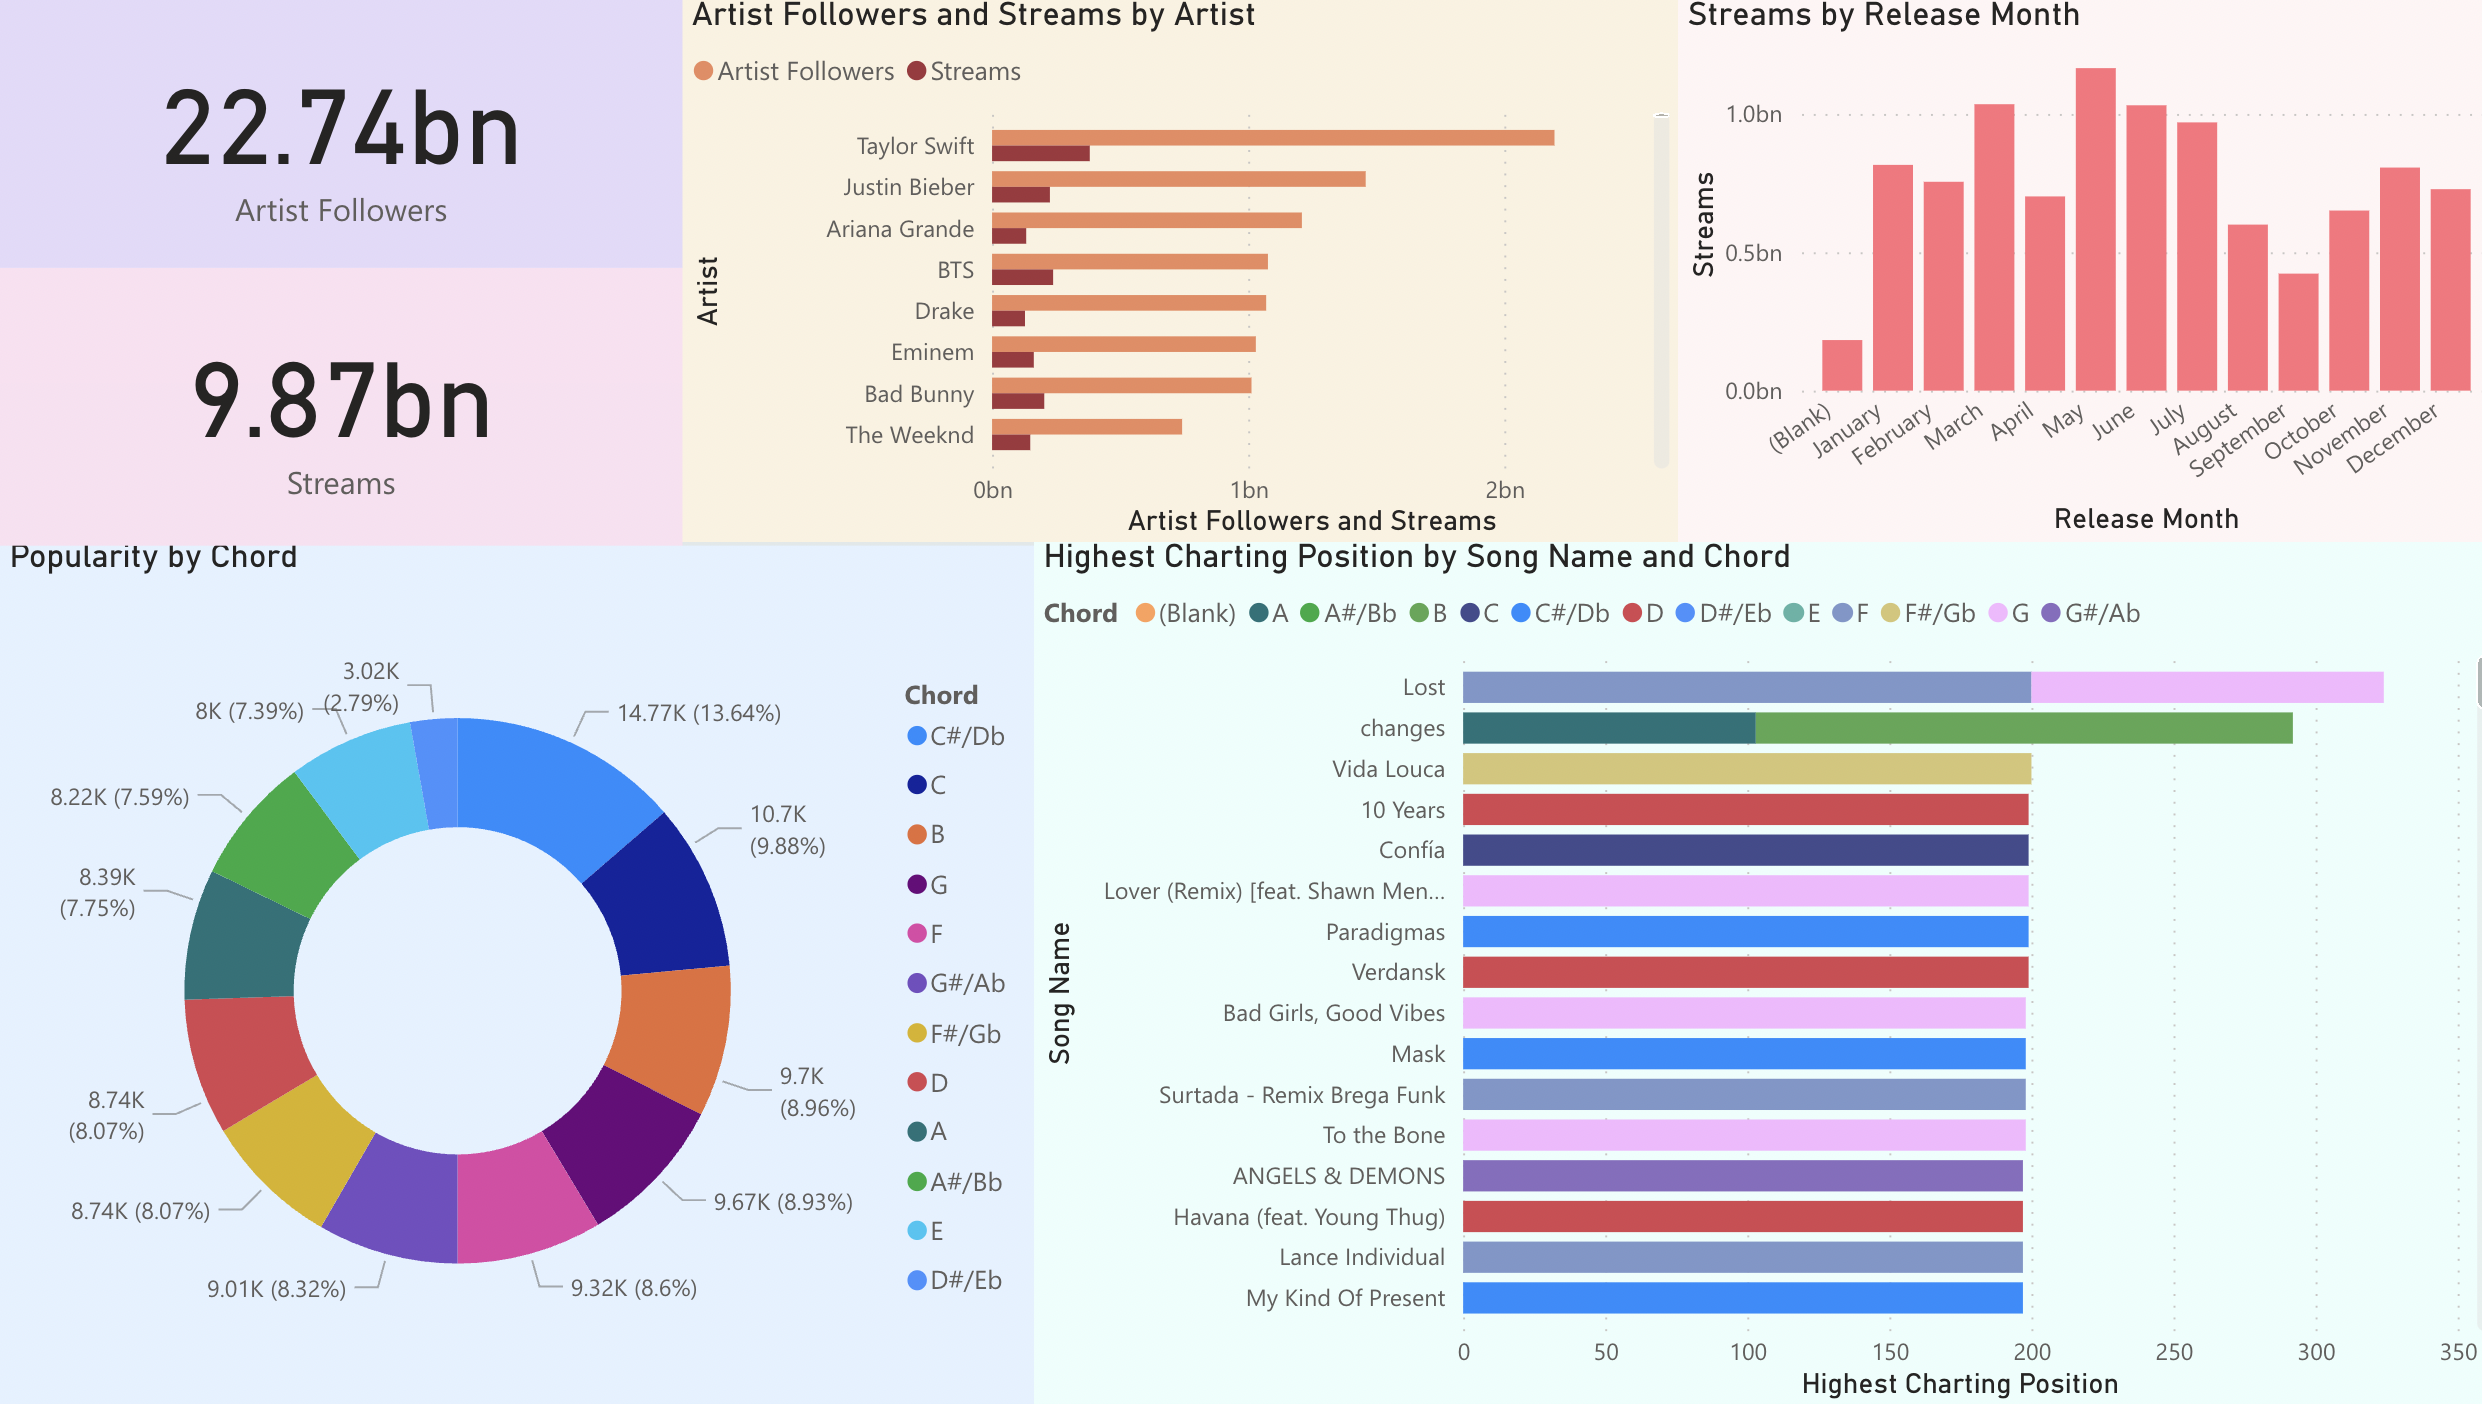 22.74bn
Artist Followers
9.87bn
Streams
Artist Followers and Streams by Artist
Artist Followers Streams
Artist
Taylor Swift
Justin Bieber
Ariana Grande
BTS
Drake
Eminem
Bad Bunny
The Weeknd
0bn 1bn 2bn
Artist Followers and Streams
Streams by Release Month
Streams
1.0bn
0.5bn
0.0bn
(Blank) January February March April May June July August September October November December
Release Month
Popularity by Chord
3.02K
(2.79%)
8K (7.39%)
14.77K (13.64%)
8.22K (7.59%)
10.7K
(9.88%)
8.39K
(7.75%)
9.7K
(8.96%)
8.74K
(8.07%)
8.74K (8.07%)
9.67K (8.93%)
9.01K (8.32%)
9.32K (8.6%)
Chord
C#/Db
C
B
G
F
G#/Ab
F#/Gb
D
A
A#/Bb
E
D#/Eb
Highest Charting Position by Song Name and Chord
Chord (Blank) A A#/Bb B C C#/Db D D#/Eb E F F#/Gb G G#/Ab
Song Name
Lost
changes
Vida Louca
10 Years
Confía
Lover (Remix) [feat. Shawn Men...
Paradigmas
Verdansk
Bad Girls, Good Vibes
Mask
Surtada - Remix Brega Funk
To the Bone
ANGELS & DEMONS
Havana (feat. Young Thug)
Lance Individual
My Kind Of Present
0 50 100 150 200 250 300 350
Highest Charting Position